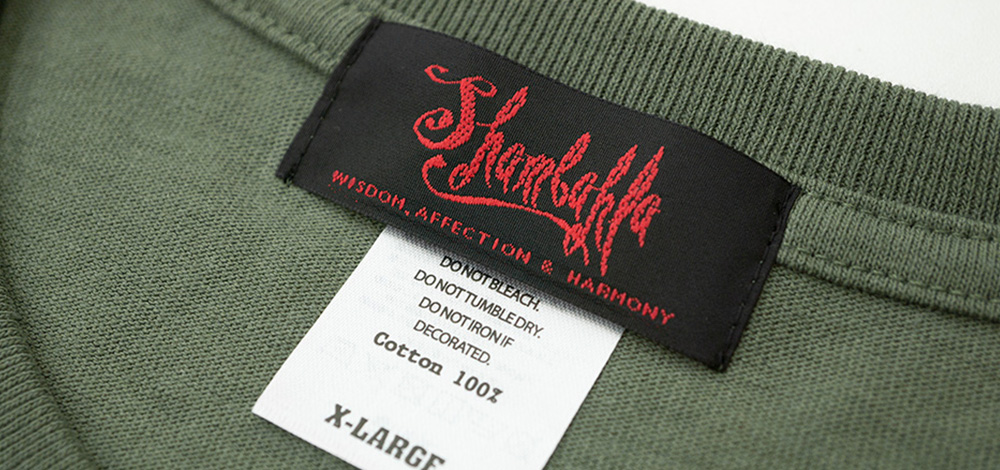 Shamballa
WISDOM, AFFECTION & HARMONY
DO NOT BLEACH.
DO NOT TUMBLE DRY.
DO NOT IRON IF
DECORATED.
Cotton 100%
X-LARGE